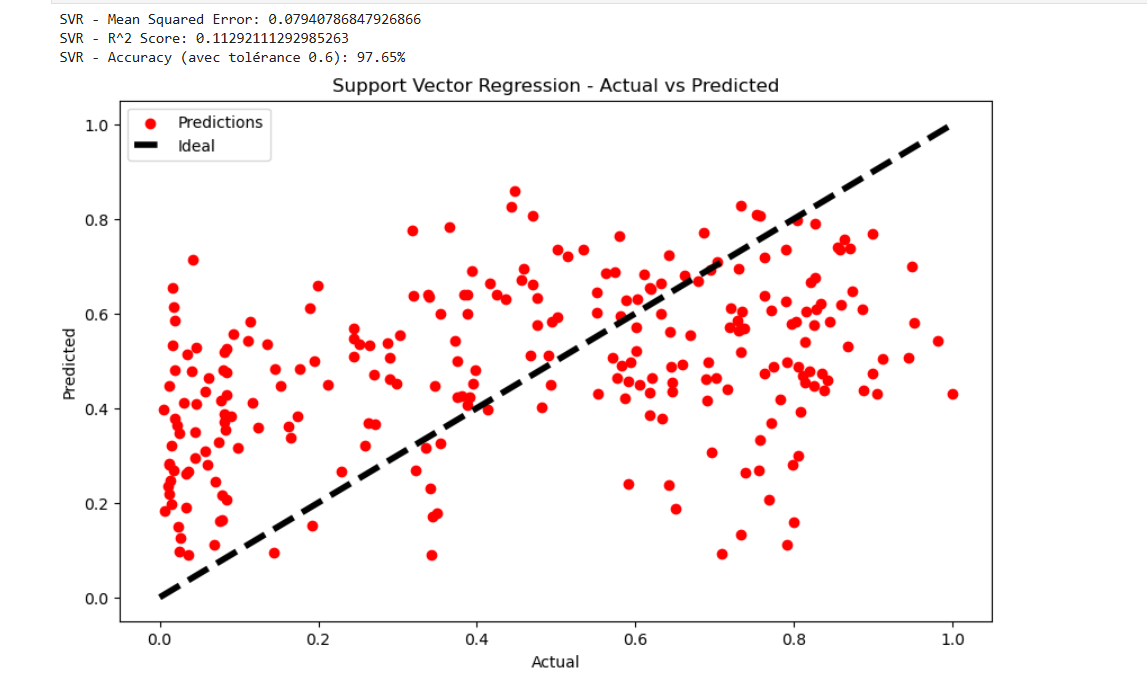 SVR - Mean Squared Error: 0.07940786847926866
SVR - R^2 Score: 0.11292111292985263
SVR - Accuracy (avec tolérance 0.6): 97.65%
Support Vector Regression - Actual vs Predicted
Predictions
Ideal
1.0
0.8
0.6
0.4
0.2
0.0
Predicted
0.0 0.2 0.4 0.6 0.8 1.0
Actual